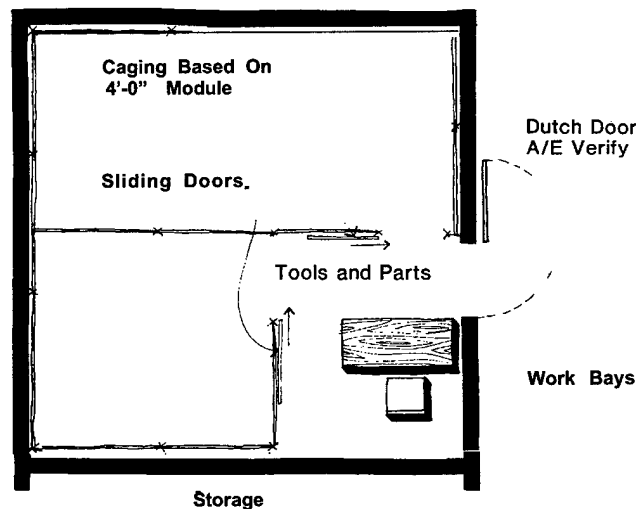 Caging Based On
4'-0" Module
Dutch Door
A/E Verify
Sliding Doors.
Tools and Parts
Work Bays
Storage